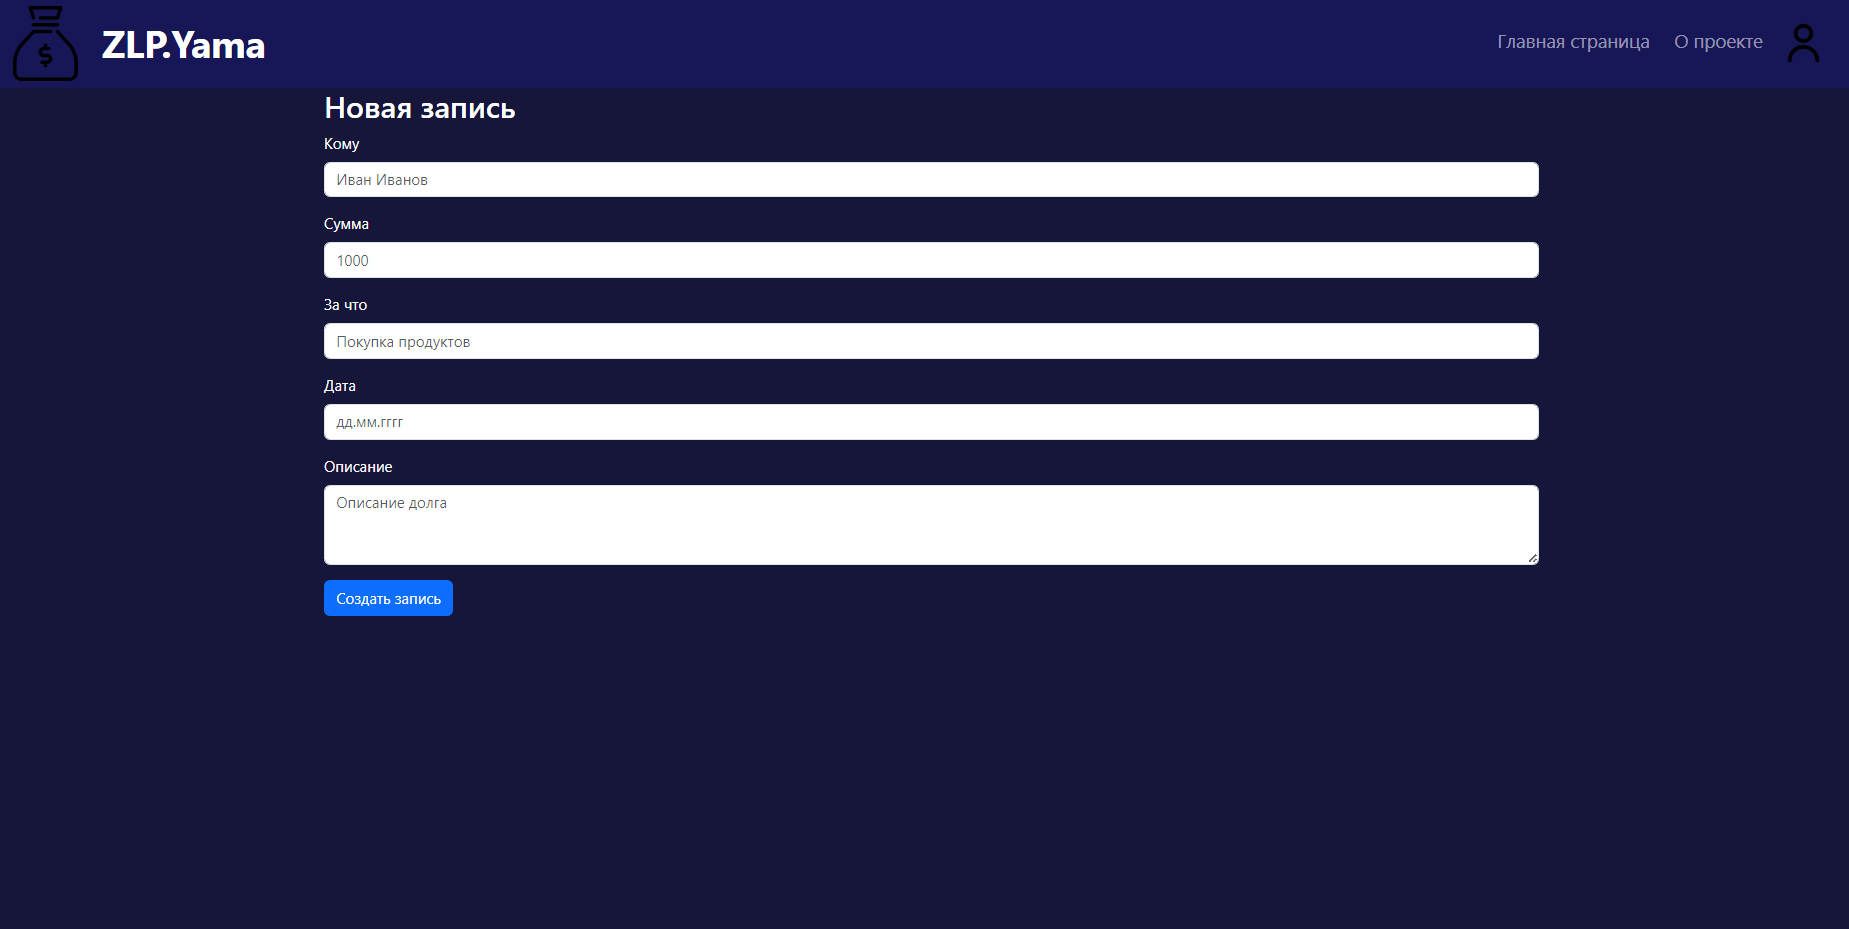 $
ZLP.Yama
Главная страница
О проекте
Новая запись
Кому
Иван Иванов
Сумма
1000
За что
Покупка продуктов
Дата
дд.мм.гггг
Описание
Описание долга
Создать запись